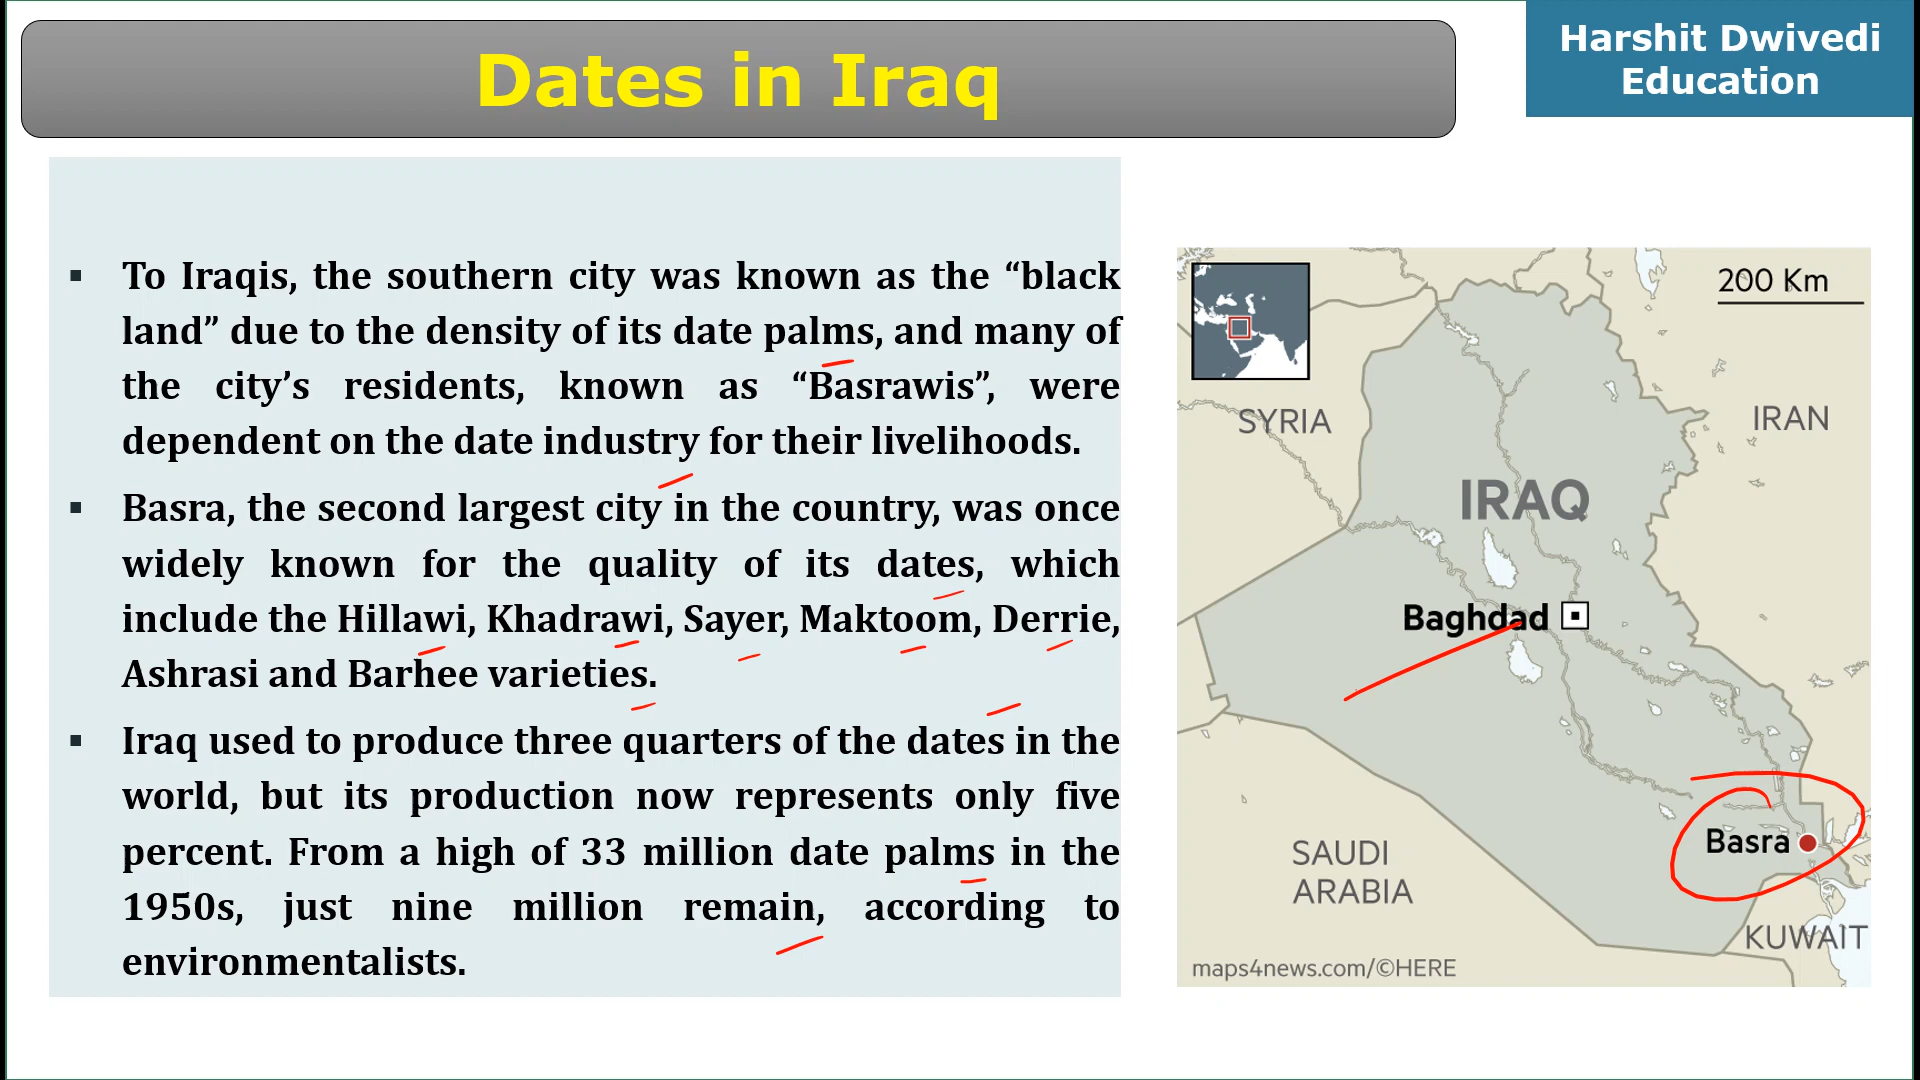 Dates in Iraq
Harshit Dwivedi
Education
▪ To Iraqis, the southern city was known as the “black
land” due to the density of its date palms, and many of
the city’s residents, known as “Basrawis”, were
dependent on the date industry for their livelihoods.
▪ Basra, the second largest city in the country, was once
widely known for the quality of its dates, which
include the Hillawi, Khadrawi, Sayer, Maktoom, Derrie,
Ashrasi and Barhee varieties.
▪ Iraq used to produce three quarters of the dates in the
world, but its production now represents only five
percent. From a high of 33 million date palms in the
1950s, just nine million remain, according to
environmentalists.
200 Km
SYRIA
IRAN
IRAQ
Baghdad
Basra
SAUDI
ARABIA
KUWAIT
maps4news.com/©HERE